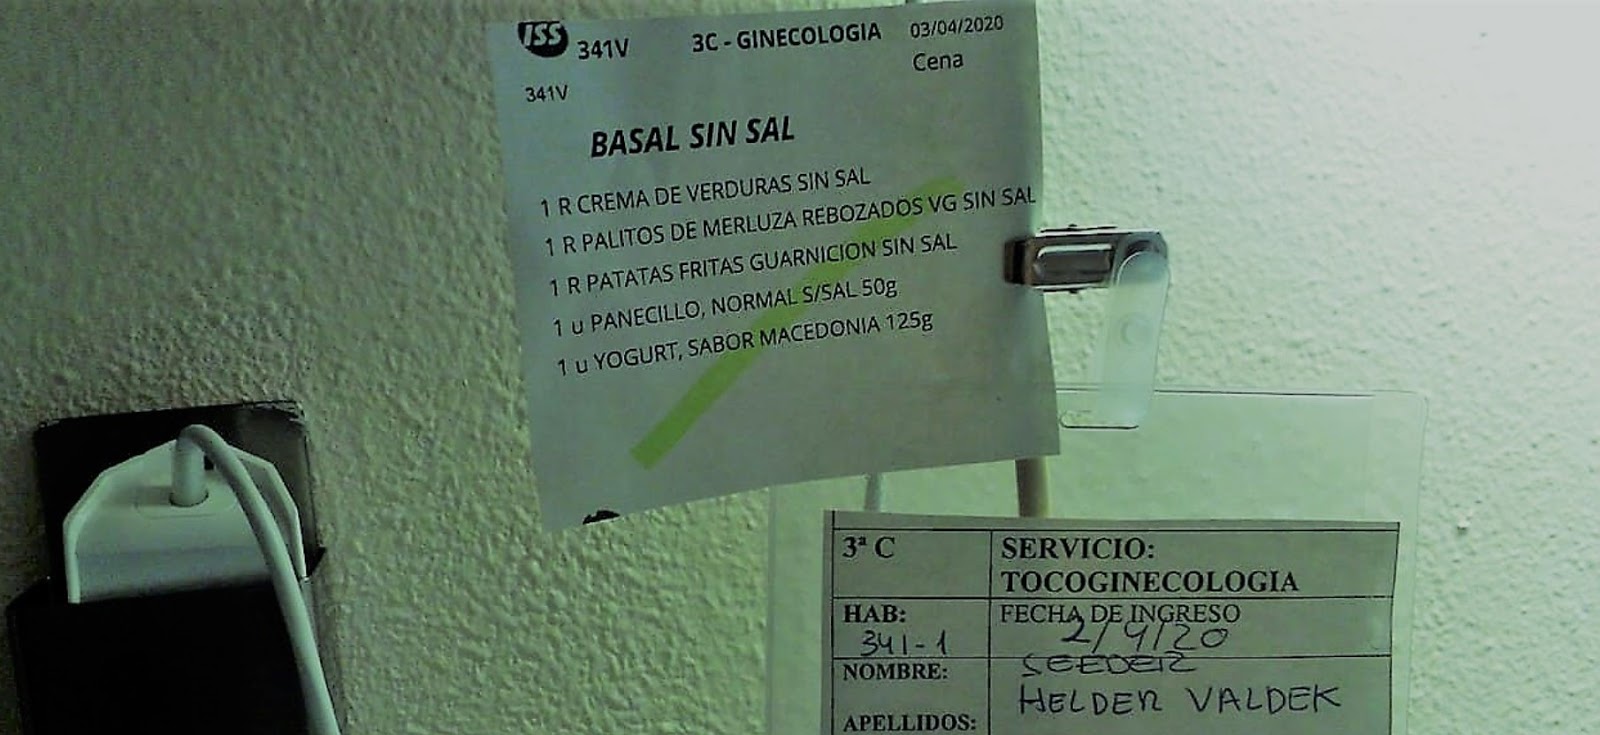 ISS 341V 3C - GINECOLOGIA 03/04/2020
Cena
341V
BASAL SIN SAL
1 R CREMA DE VERDURAS SIN SAL
1 R PALITOS DE MERLUZA REBOZADOS VG SIN SAL
1 R PATATAS FRITAS GUARNICION SIN SAL
1 u PANECILLO, NORMAL S/SAL 50g
1 u YOGURT, SABOR MACEDONIA 125g
3ª C SERVICIO:
TOCOGINECOLOGIA
HAB: FECHA DE INGRESO
341-1 2/4/20
NOMBRE: SEEDER
HELDER VALDEK
APELLIDOS: